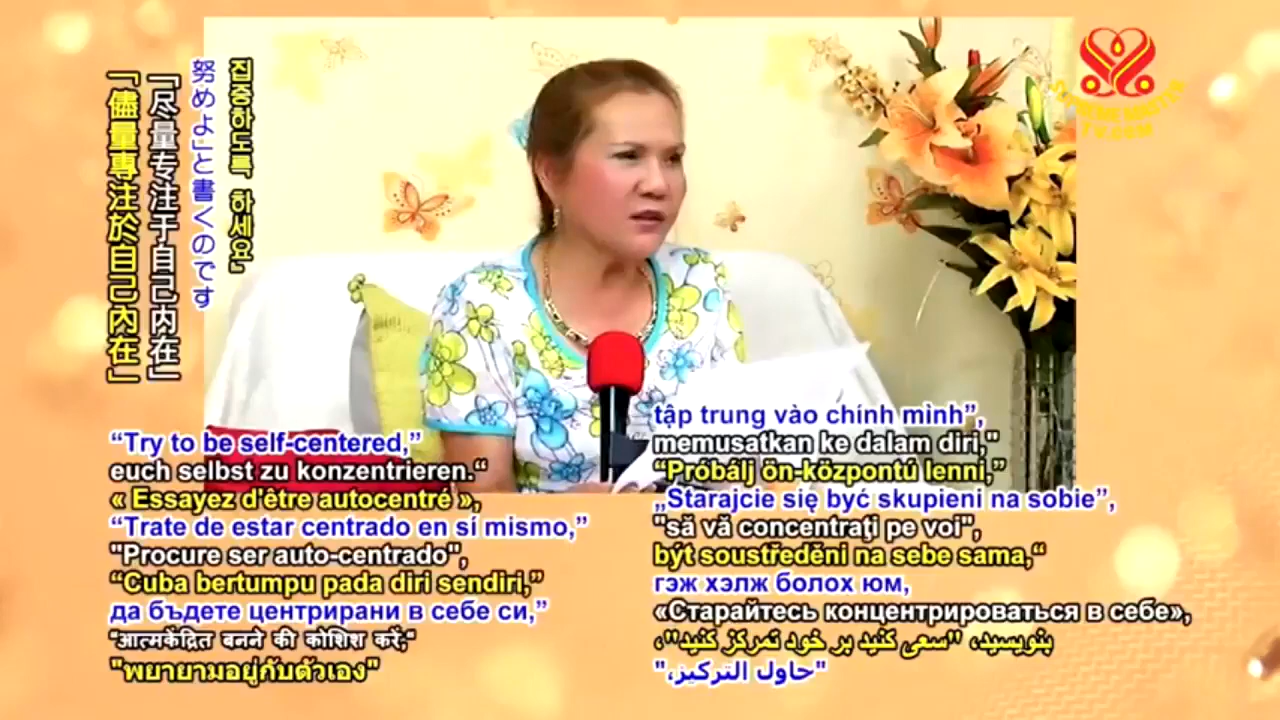 집중하도록 하세요”
努めよ」と書くのです
「尽量专注于自己内在」
「儘量專注於自己內在」
SUPREME MASTER
TV.COM
“Try to be self-centered,”
euch selbst zu konzentrieren.“
« Essayez d'être autocentré »,
“Trate de estar centrado en sí mismo,”
"Procure ser auto-centrado",
“Cuba bertumpu pada diri sendiri,”
да бъдете центрирани в себе си,”
“आत्मकेंद्रित बनने की कोशिश करें,“
"พยายามอยู่กับตัวเอง"
tập trung vào chính mình”,
memusatkan ke dalam diri,"
“Próbálj ön-központú lenni,”
„Starajcie się być skupieni na sobie”,
"să vă concentraţi pe voi",
být soustředěni na sebe sama,“
гэж хэлж болох юм,
«Старайтесь концентрироваться в себе»,
بنویسید، ”سعی کنید بر خود تمرکز کنید“،
"حاول التركيز،"